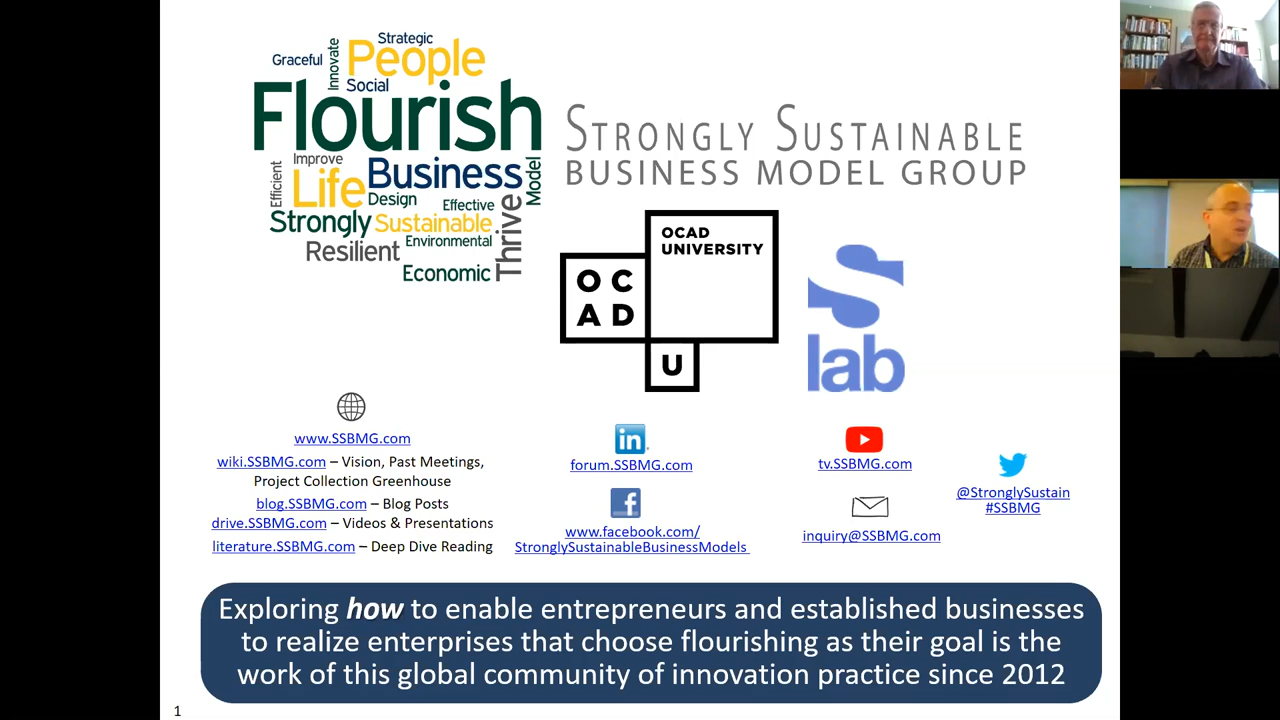 Strategic
Graceful
Innovate
People
Social
Flourish
Improve
Efficient
Life
Business
Model
Design
Effective
Strongly Sustainable
Thrive
Resilient
Environmental
Economic
STRONGLY SUSTAINABLE
BUSINESS MODEL GROUP
OCAD
UNIVERSITY
O C
A D
U
S
lab
www.SSBMG.com
wiki.SSBMG.com – Vision, Past Meetings,
Project Collection Greenhouse
blog.SSBMG.com – Blog Posts
drive.SSBMG.com – Videos & Presentations
literature.SSBMG.com – Deep Dive Reading
in
forum.SSBMG.com
f
www.facebook.com/
StronglySustainableBusinessModels
tv.SSBMG.com
inquiry@SSBMG.com
@StronglySustain
#SSBMG
Exploring how to enable entrepreneurs and established businesses
to realize enterprises that choose flourishing as their goal is the
work of this global community of innovation practice since 2012
1